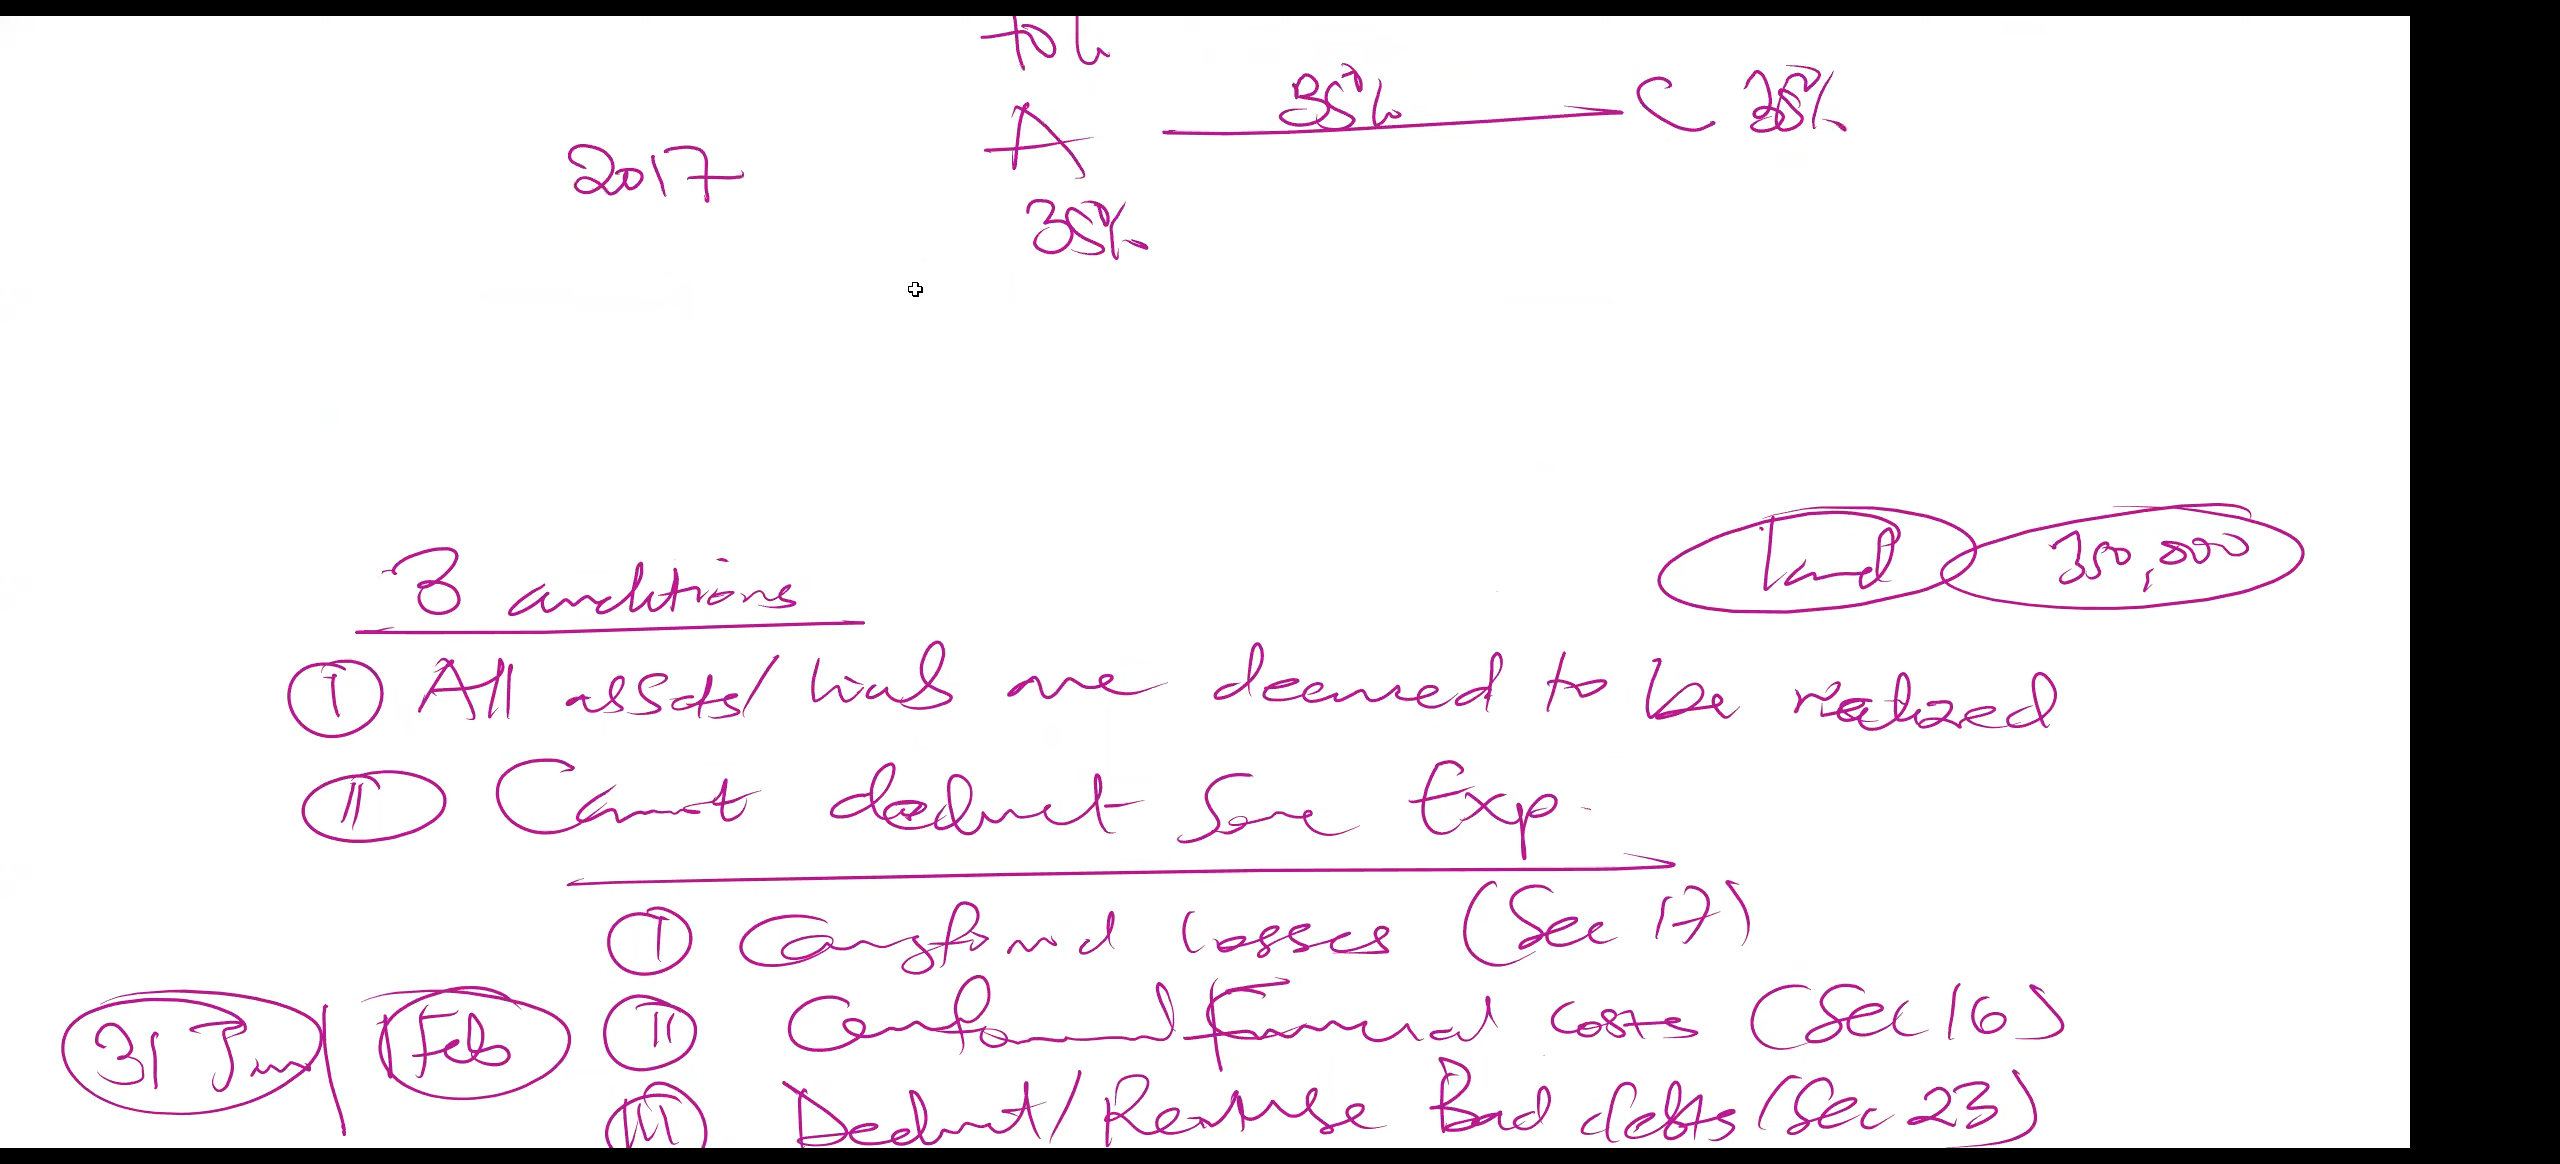 A 35% C 35%
2017
35%
Land 350,000
3 conditions
I All assets/liab are deemed to be realized
II Cannot deduct some Exp.
I Carryforward losses (Sec 17)
II Carryforward Financial costs (Sec 16)
31 Jan / 1 Feb
III Deduct/Reverse Bad debts (Sec 23)